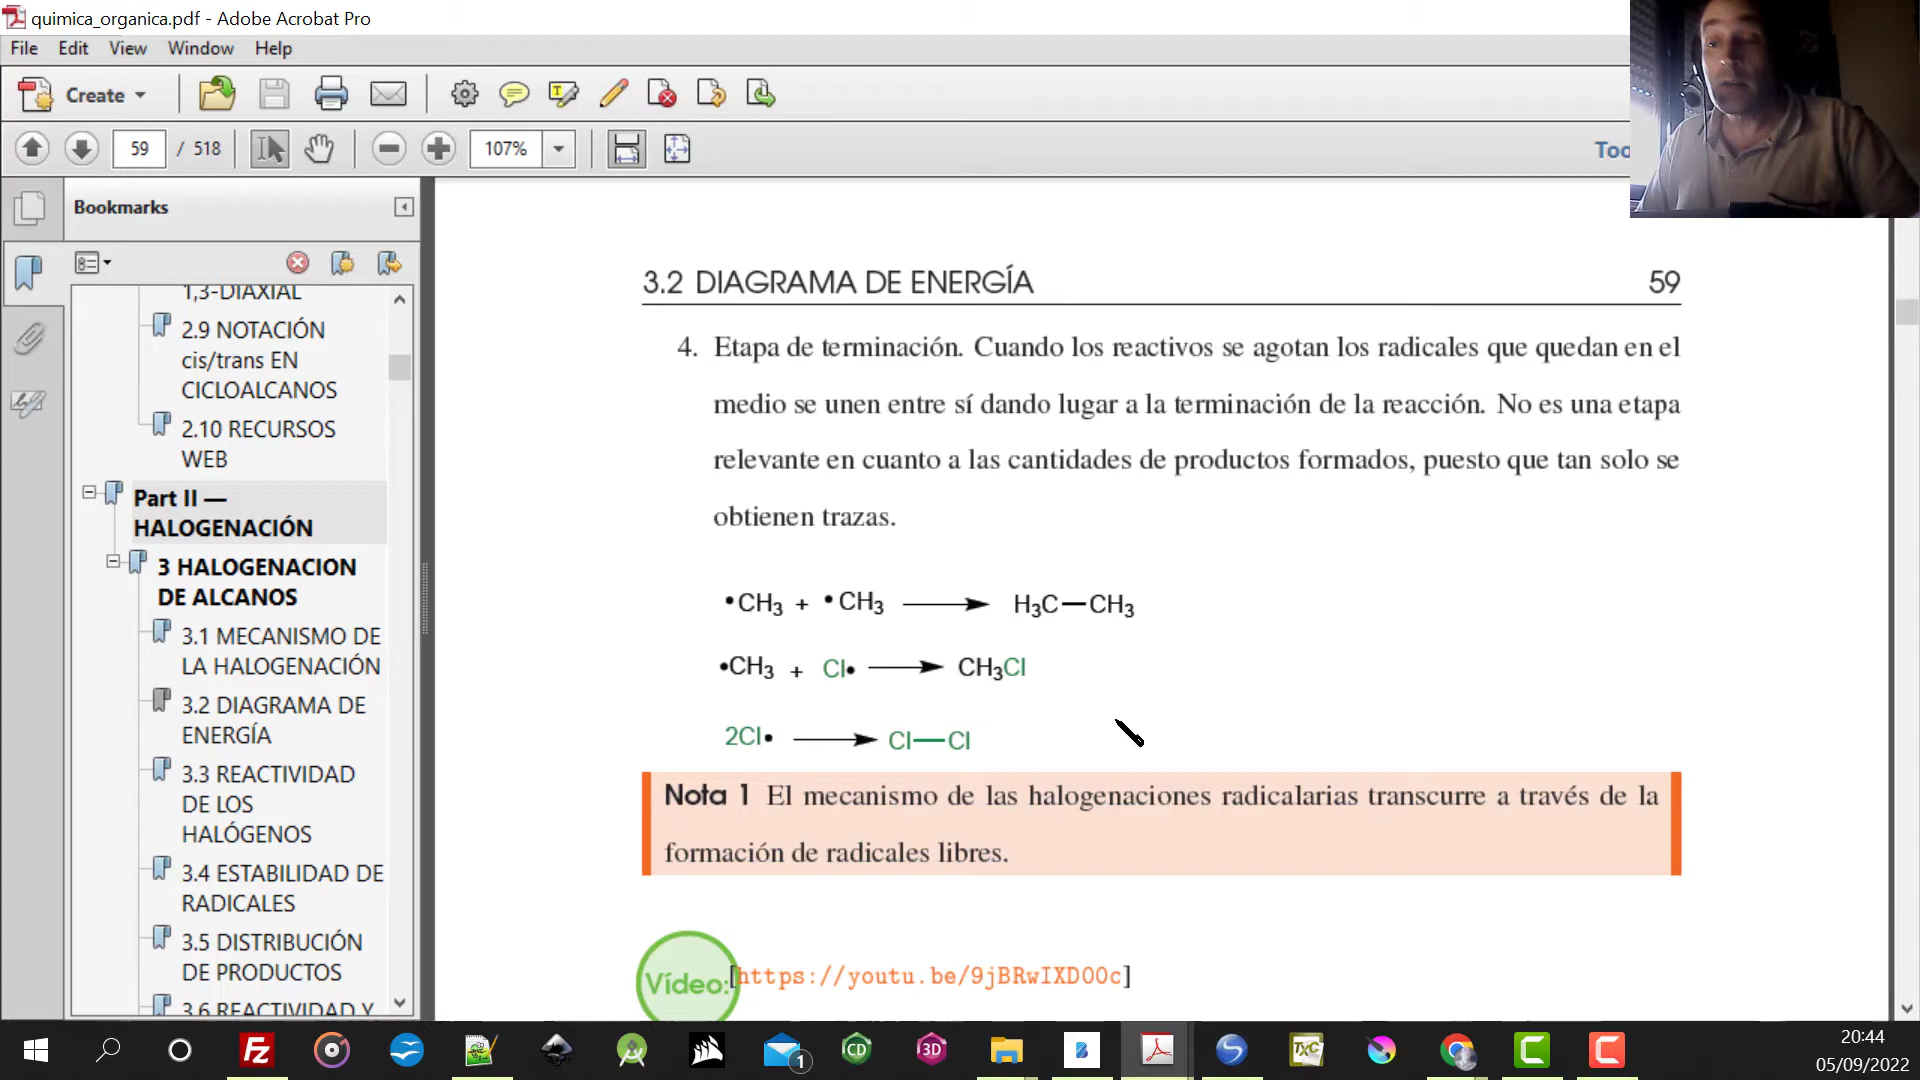 quimica_organica.pdf - Adobe Acrobat Pro
File Edit View Window Help
Create
59 / 518 107%
Bookmarks
1,3-DIAXIAL
2.9 NOTACIÓN
cis/trans EN
CICLOALCANOS
2.10 RECURSOS
WEB
Part II —
HALOGENACIÓN
3 HALOGENACION
DE ALCANOS
3.1 MECANISMO DE
LA HALOGENACIÓN
3.2 DIAGRAMA DE
ENERGÍA
3.3 REACTIVIDAD
DE LOS
HALÓGENOS
3.4 ESTABILIDAD DE
RADICALES
3.5 DISTRIBUCIÓN
DE PRODUCTOS
3.6 REACTIVIDAD Y
3.2 DIAGRAMA DE ENERGÍA 59
4. Etapa de terminación. Cuando los reactivos se agotan los radicales que quedan en el
medio se unen entre sí dando lugar a la terminación de la reacción. No es una etapa
relevante en cuanto a las cantidades de productos formados, puesto que tan solo se
obtienen trazas.
•CH₃ + •CH₃ ⟶ H₃C—CH₃
•CH₃ + Cl• ⟶ CH₃Cl
2Cl• ⟶ Cl—Cl
Nota 1 El mecanismo de las halogenaciones radicalarias transcurre a través de la
formación de radicales libres.
Vídeo: [https://youtu.be/9jBRwIXDO0c]
CD 3D TXC
1
20:44
05/09/2022